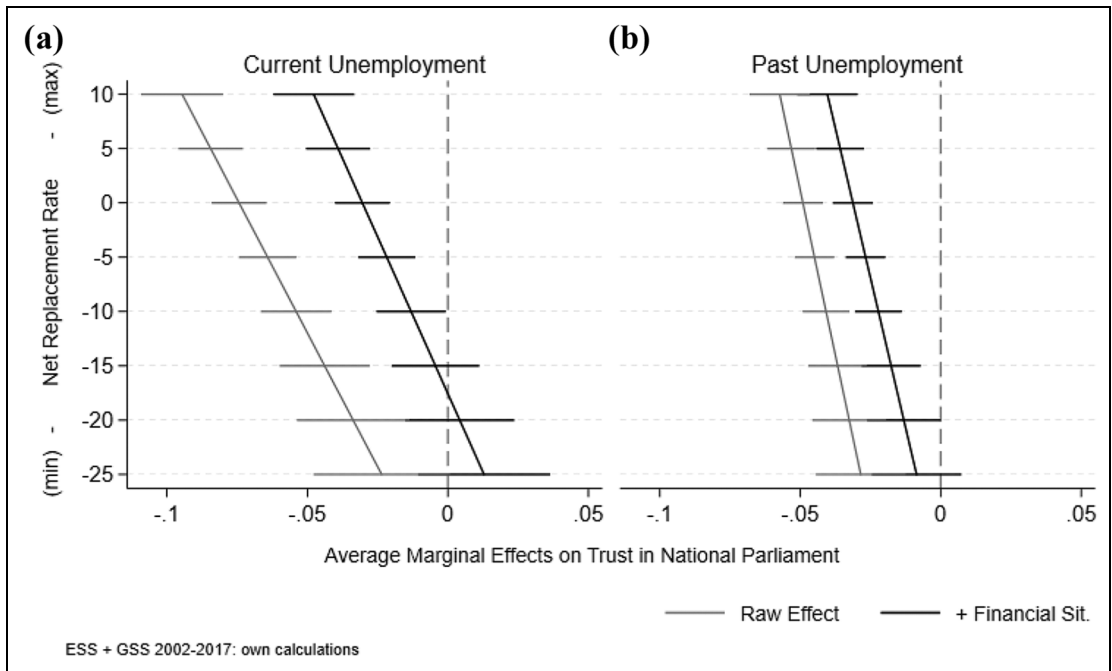 (a)
(b)
Current Unemployment
Past Unemployment
Net Replacement Rate - (max)
(min) -
10
5
0
-5
-10
-15
-20
-25
-.1
-.05
0
.05
-.1
-.05
0
.05
Average Marginal Effects on Trust in National Parliament
Raw Effect
+ Financial Sit.
ESS + GSS 2002-2017: own calculations